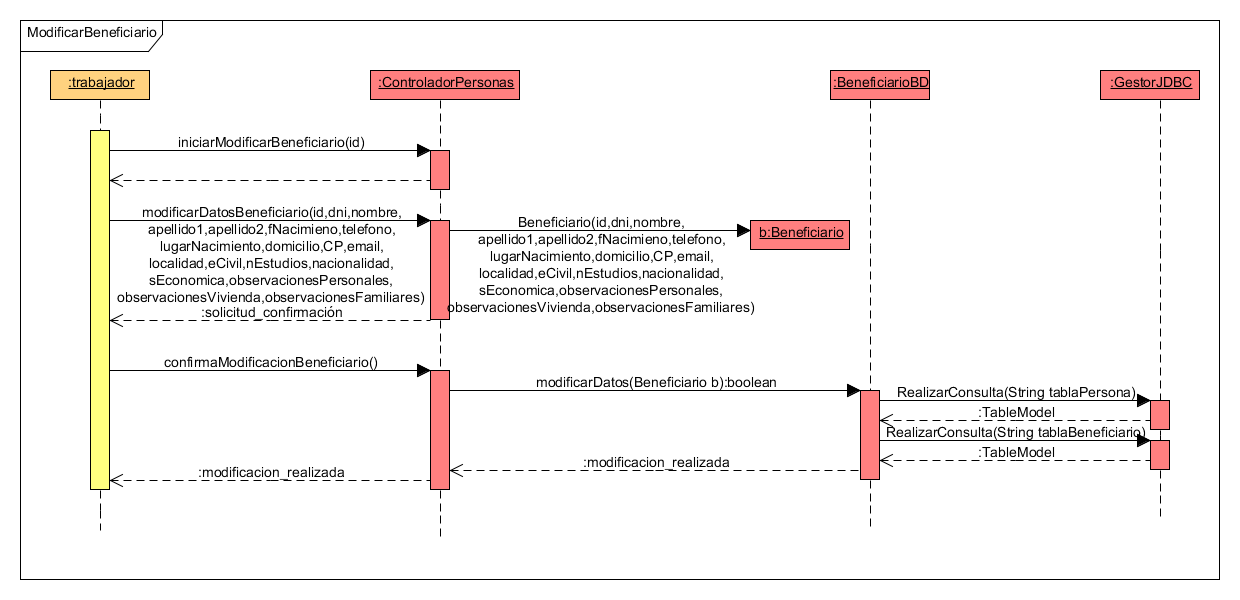 ModificarBeneficiario
:trabajador
:ControladorPersonas
:BeneficiarioBD
:GestorJDBC
iniciarModificarBeneficiario(id)
modificarDatosBeneficiario(id,dni,nombre,
apellido1,apellido2,fNacimieno,telefono,
lugarNacimiento,domicilio,CP,email,
localidad,eCivil,nEstudios,nacionalidad,
sEconomica,observacionesPersonales,
observacionesVivienda,observacionesFamiliares)
:solicitud_confirmación
Beneficiario(id,dni,nombre,
apellido1,apellido2,fNacimieno,telefono,
lugarNacimiento,domicilio,CP,email,
localidad,eCivil,nEstudios,nacionalidad,
sEconomica,observacionesPersonales,
observacionesVivienda,observacionesFamiliares)
b:Beneficiario
confirmaModificacionBeneficiario()
modificarDatos(Beneficiario b):boolean
RealizarConsulta(String tablaPersona)
:TableModel
RealizarConsulta(String tablaBeneficiario)
:TableModel
:modificacion_realizada
:modificacion_realizada